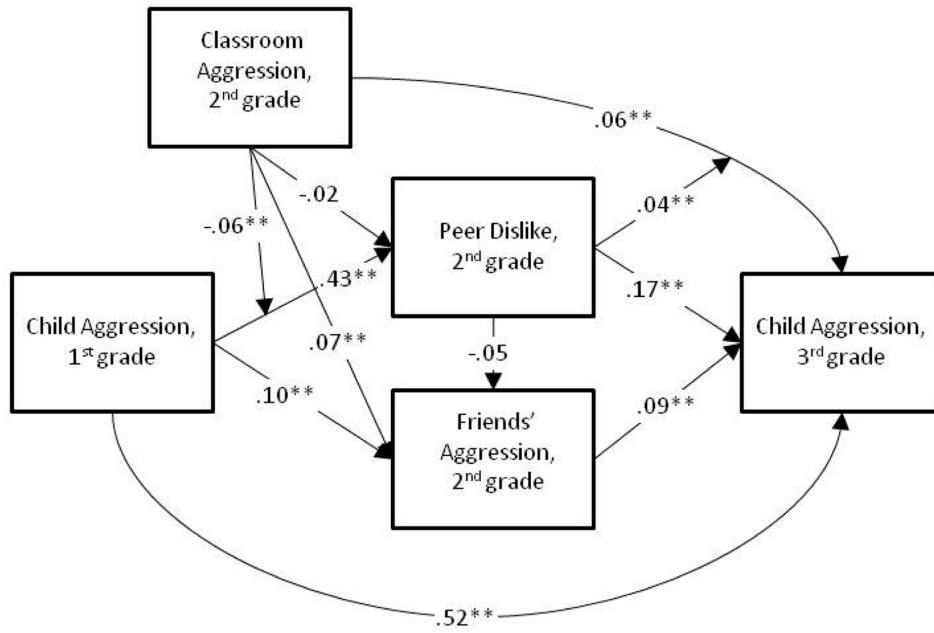 Classroom
Aggression,
2nd grade
.06**
-.02
-.06**
Peer Dislike,
2nd grade
.04**
.43**
.17**
Child Aggression,
1st grade
Child Aggression,
3rd grade
.07**
-.05
.10**
.09**
Friends’
Aggression,
2nd grade
.52**